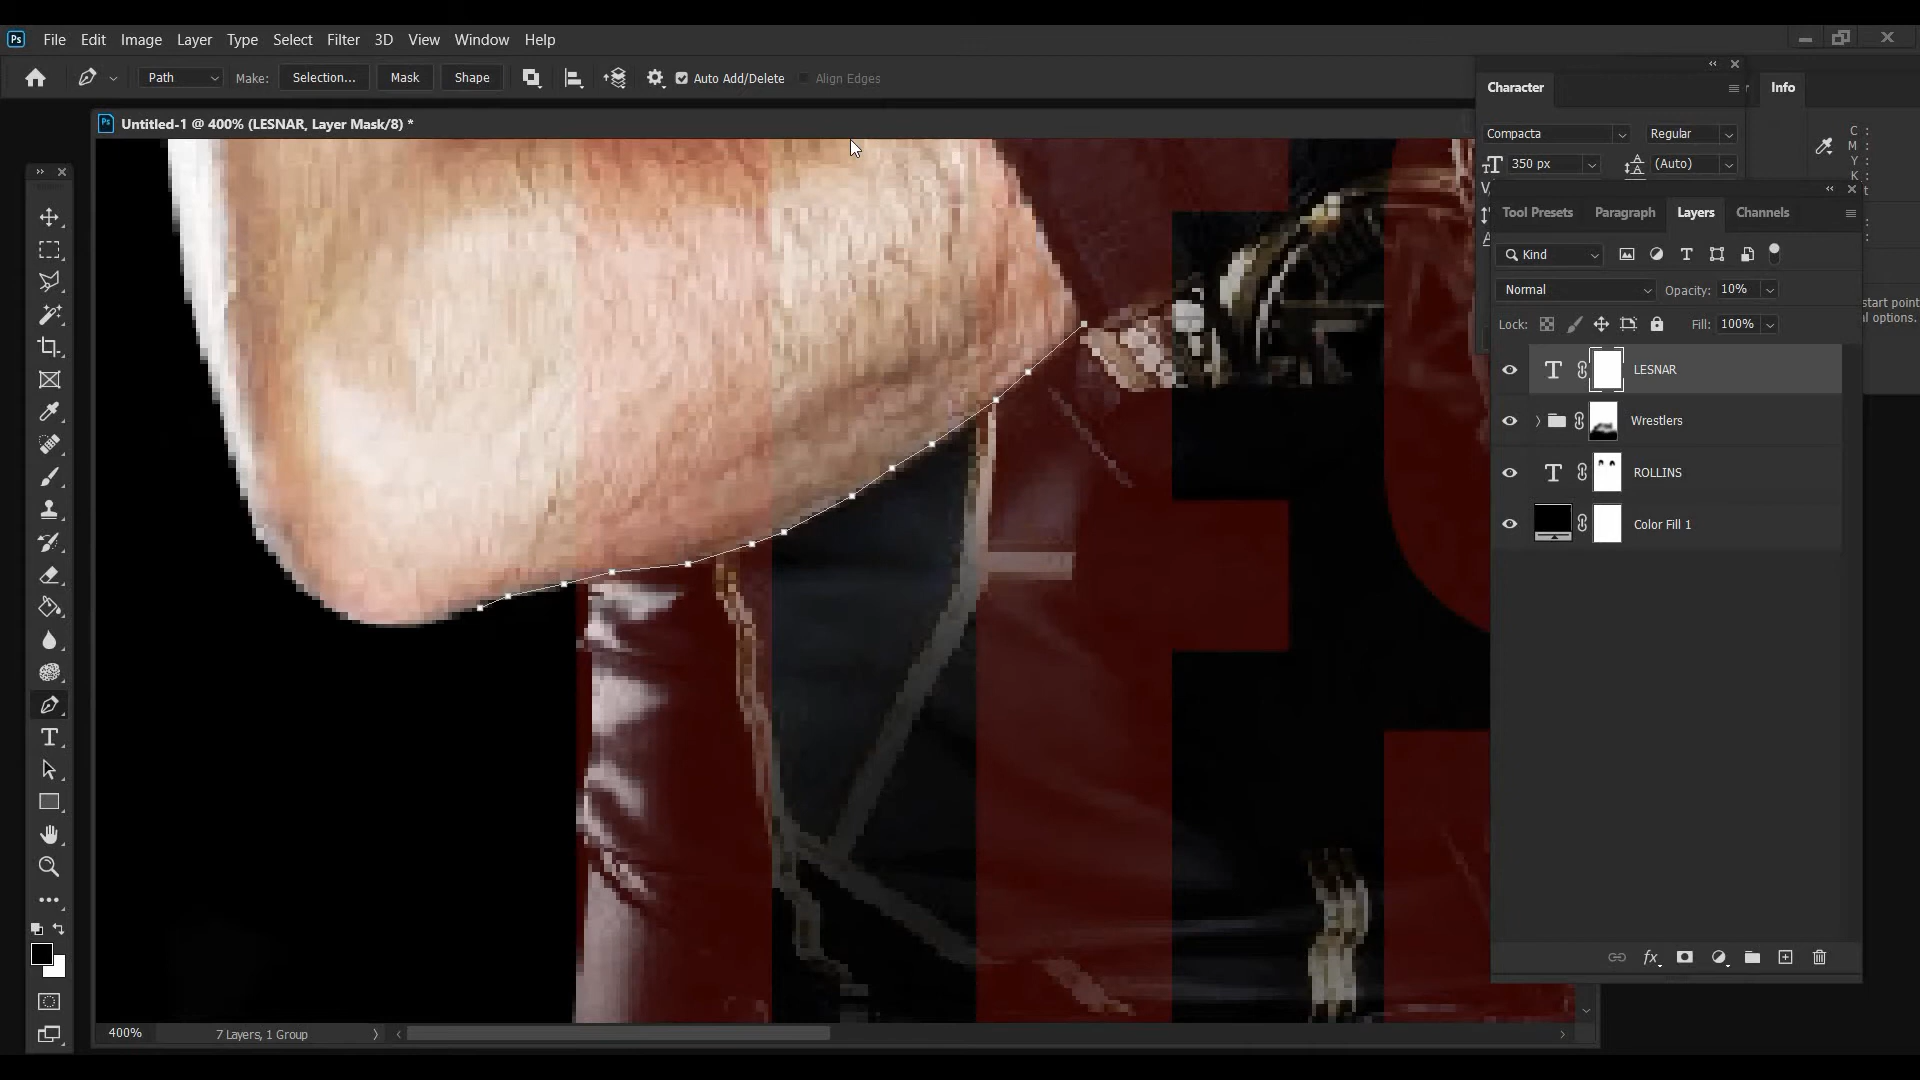 Ps File Edit Image Layer Type Select Filter 3D View Window Help
Path Make: Selection... Mask Shape Auto Add/Delete Align Edges
Untitled-1 @ 400% (LESNAR, Layer Mask/8) *
Character
Info
Compacta Regular
350 px (Auto)
C :
M :
Y :
K :
Tool Presets Paragraph Layers Channels
Kind
Normal Opacity: 10%
Lock: Fill: 100%
start point
al options.
LESNAR
Wrestlers
ROLLINS
Color Fill 1
fx
400% 7 Layers, 1 Group